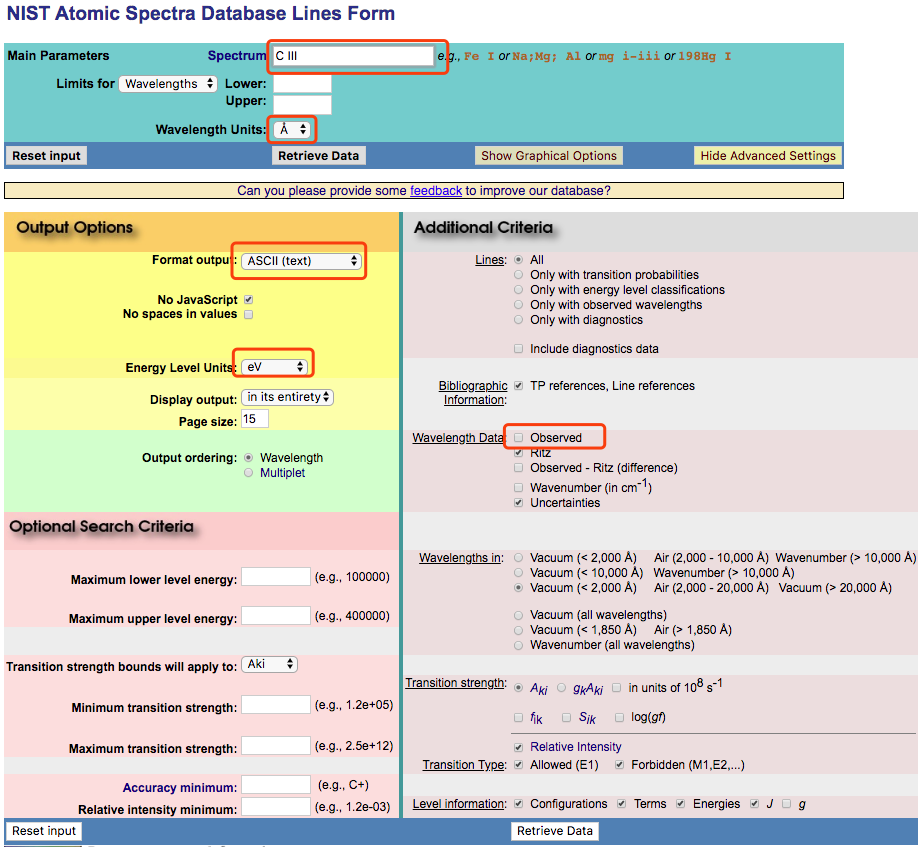 NIST Atomic Spectra Database Lines Form
Main Parameters Spectrum C III e.g., Fe I or Na;Mg; Al or mg i-iii or 198Hg I
Limits for Wavelengths Lower:
Upper:
Wavelength Units: Å
Reset input Retrieve Data Show Graphical Options Hide Advanced Settings
Can you please provide some feedback to improve our database?
Output Options
Format output: ASCII (text)
No JavaScript
No spaces in values
Energy Level Units: eV
Display output: in its entirety
Page size: 15
Output ordering: Wavelength
Multiplet
Optional Search Criteria
Maximum lower level energy: (e.g., 100000)
Maximum upper level energy: (e.g., 400000)
Transition strength bounds will apply to: Aki
Minimum transition strength: (e.g., 1.2e+05)
Maximum transition strength: (e.g., 2.5e+12)
Accuracy minimum: (e.g., C+)
Relative intensity minimum: (e.g., 1.2e-03)
Reset input
Additional Criteria
Lines: All
Only with transition probabilities
Only with energy level classifications
Only with observed wavelengths
Only with diagnostics
Include diagnostics data
Bibliographic TP references, Line references
Information:
Wavelength Data: Observed
Ritz
Observed - Ritz (difference)
Wavenumber (in cm-1)
Uncertainties
Wavelengths in: Vacuum (< 2,000 Å) Air (2,000 - 10,000 Å) Wavenumber (> 10,000 Å)
Vacuum (< 10,000 Å) Wavenumber (> 10,000 Å)
Vacuum (< 2,000 Å) Air (2,000 - 20,000 Å) Vacuum (> 20,000 Å)
Vacuum (all wavelengths)
Vacuum (< 1,850 Å) Air (> 1,850 Å)
Wavenumber (all wavelengths)
Transition strength: Aki gkAki in units of 108 s-1
fik Sik log(gf)
Relative Intensity
Transition Type: Allowed (E1) Forbidden (M1,E2,...)
Level information: Configurations Terms Energies J g
Retrieve Data